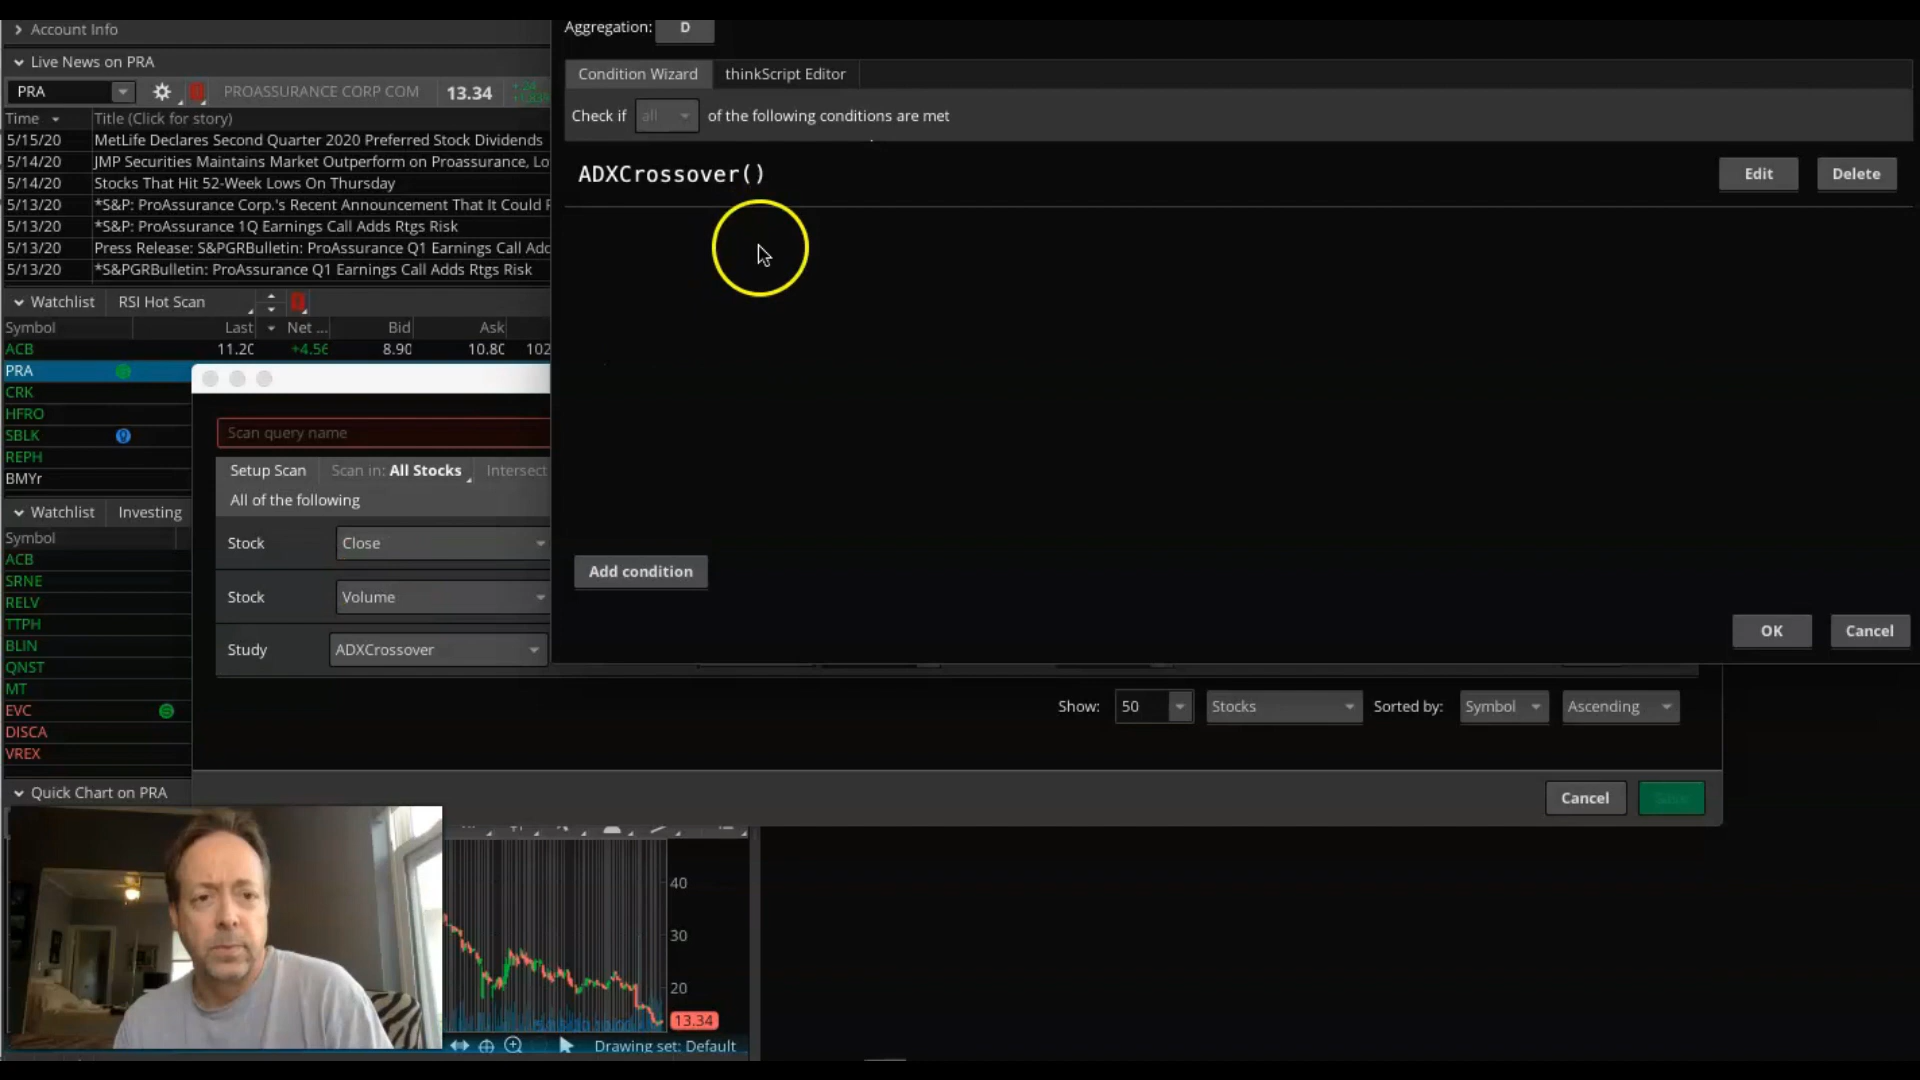 Account Info
Live News on PRA
PRA PROASSURANCE CORP COM 13.34
Time Title (Click for story)
5/15/20 MetLife Declares Second Quarter 2020 Preferred Stock Dividends
5/14/20 JMP Securities Maintains Market Outperform on Proassurance, Lo
5/14/20 Stocks That Hit 52-Week Lows On Thursday
5/13/20 *S&P: ProAssurance Corp.'s Recent Announcement That It Could
5/13/20 *S&P: ProAssurance 1Q Earnings Call Adds Rtgs Risk
5/13/20 Press Release: S&PGRBulletin: ProAssurance Q1 Earnings Call Add
5/13/20 *S&PGRBulletin: ProAssurance Q1 Earnings Call Adds Rtgs Risk
Watchlist RSI Hot Scan
Symbol Last Net ... Bid Ask
ACB 11.20 +4.56 8.90 10.80 102
PRA
CRK
HFRO
SBLK
REPH
BMYr
Watchlist Investing
Symbol
ACB
SRNE
RELV
TTPH
BLIN
QNST
MT
EVC
DISCA
VREX
Quick Chart on PRA
Aggregation: D
Condition Wizard thinkScript Editor
Check if all of the following conditions are met
ADXCrossover() Edit Delete
Add condition
OK Cancel
Scan query name
Setup Scan Scan in: All Stocks Intersect
All of the following
Stock Close
Stock Volume
Study ADXCrossover
Show: 50 Stocks Sorted by: Symbol Ascending
Cancel
40
30
20
13.34
Drawing set: Default